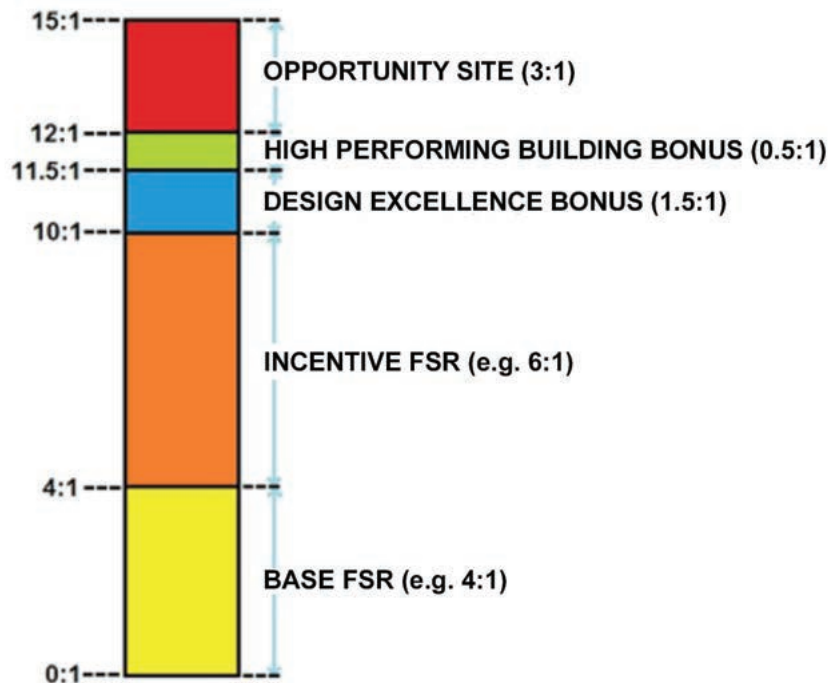 15:1
OPPORTUNITY SITE (3:1)
12:1
HIGH PERFORMING BUILDING BONUS (0.5:1)
11.5:1
DESIGN EXCELLENCE BONUS (1.5:1)
10:1
INCENTIVE FSR (e.g. 6:1)
4:1
BASE FSR (e.g. 4:1)
0:1